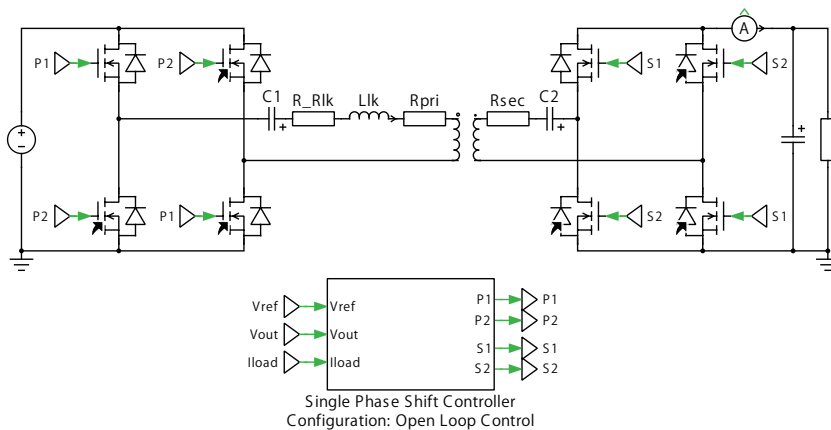 A
P1
P2
S1
S2
C1
R_Rlk
Llk
Rpri
Rsec
C2
P2
P1
S2
S1
Vref
Vref
P1
P1
Vout
Vout
P2
P2
Iload
Iload
S1
S1
S2
S2
Single Phase Shift Controller
Configuration: Open Loop Control